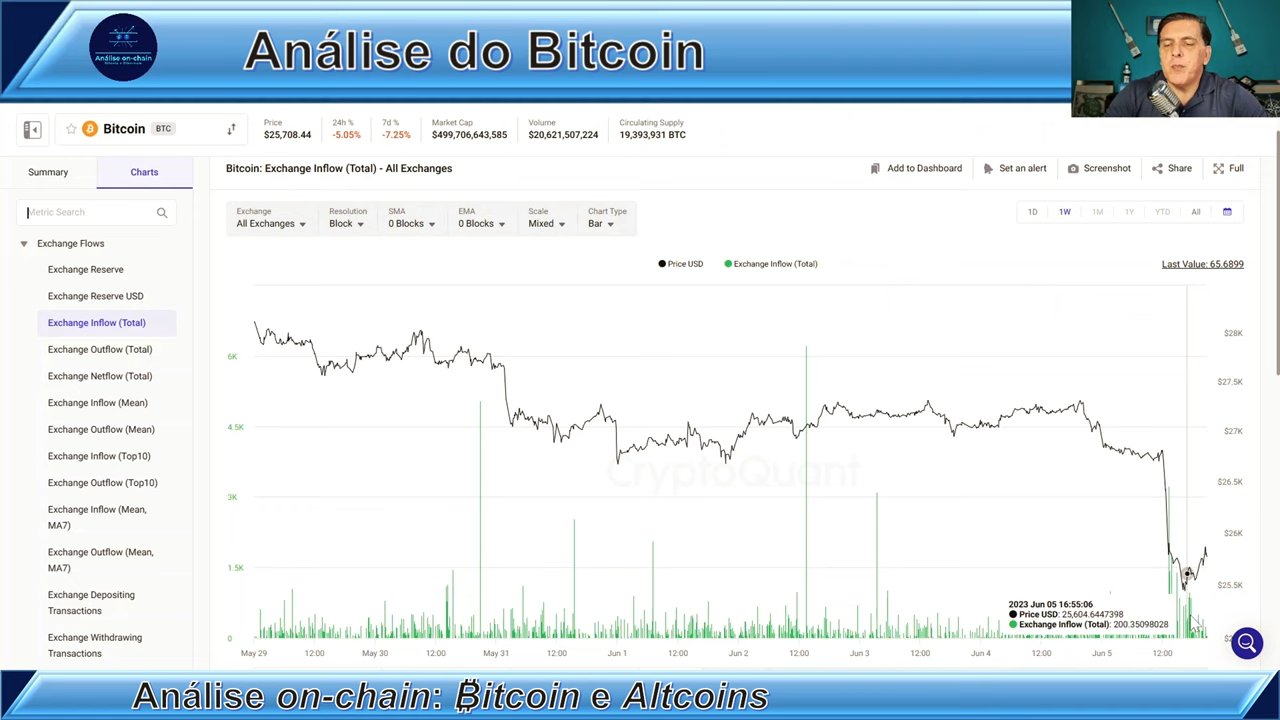 Análise on-chain
Análise do Bitcoin
Bitcoin BTC
Price
$25,708.44
24h %
-5.05%
7d %
-7.25%
Market Cap
$499,706,643,585
Volume
$20,621,507,224
Circulating Supply
19,393,931 BTC
Summary
Charts
Metric Search
Exchange Flows
Exchange Reserve
Exchange Reserve USD
Exchange Inflow (Total)
Exchange Outflow (Total)
Exchange Netflow (Total)
Exchange Inflow (Mean)
Exchange Outflow (Mean)
Exchange Inflow (Top10)
Exchange Outflow (Top10)
Exchange Inflow (Mean,
MA7)
Exchange Outflow (Mean,
MA7)
Exchange Depositing
Transactions
Exchange Withdrawing
Transactions
Bitcoin: Exchange Inflow (Total) - All Exchanges
Add to Dashboard
Set an alert
Screenshot
Share
Full
Exchange
All Exchanges
Resolution
Block
SMA
0 Blocks
EMA
0 Blocks
Scale
Mixed
Chart Type
Bar
1D 1W 1M 1Y YTD All
Price USD Exchange Inflow (Total)
Last Value: 65.6899
6K
4.5K
3K
1.5K
0
$28K
$27.5K
$27K
$26.5K
$26K
$25.5K
CryptoQuant
2023 Jun 05 16:55:06
Price USD: 25,604.6447398
Exchange Inflow (Total): 200.35098028
May 29 12:00 May 30 12:00 May 31 12:00 Jun 1 12:00 Jun 2 12:00 Jun 3 12:00 Jun 4 12:00 Jun 5 12:00
Análise on-chain: ₿itcoin e Altcoins